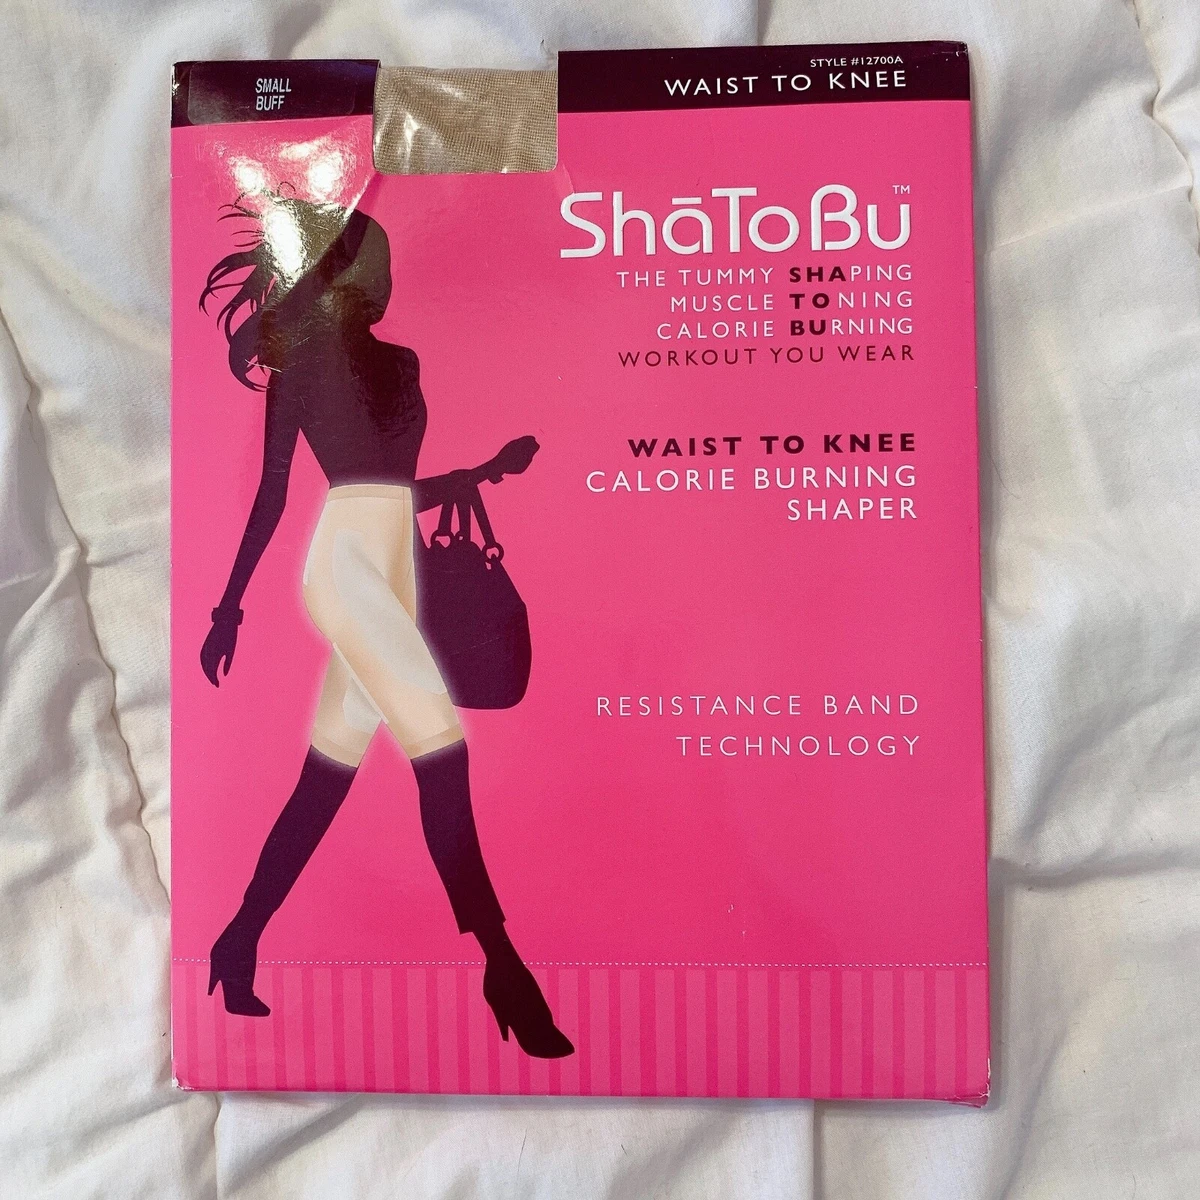 SMALL
BUFF
STYLE #12700A
WAIST TO KNEE
ShāToBu™
THE TUMMY SHAPING
MUSCLE TONING
CALORIE BURNING
WORKOUT YOU WEAR
WAIST TO KNEE
CALORIE BURNING
SHAPER
RESISTANCE BAND
TECHNOLOGY